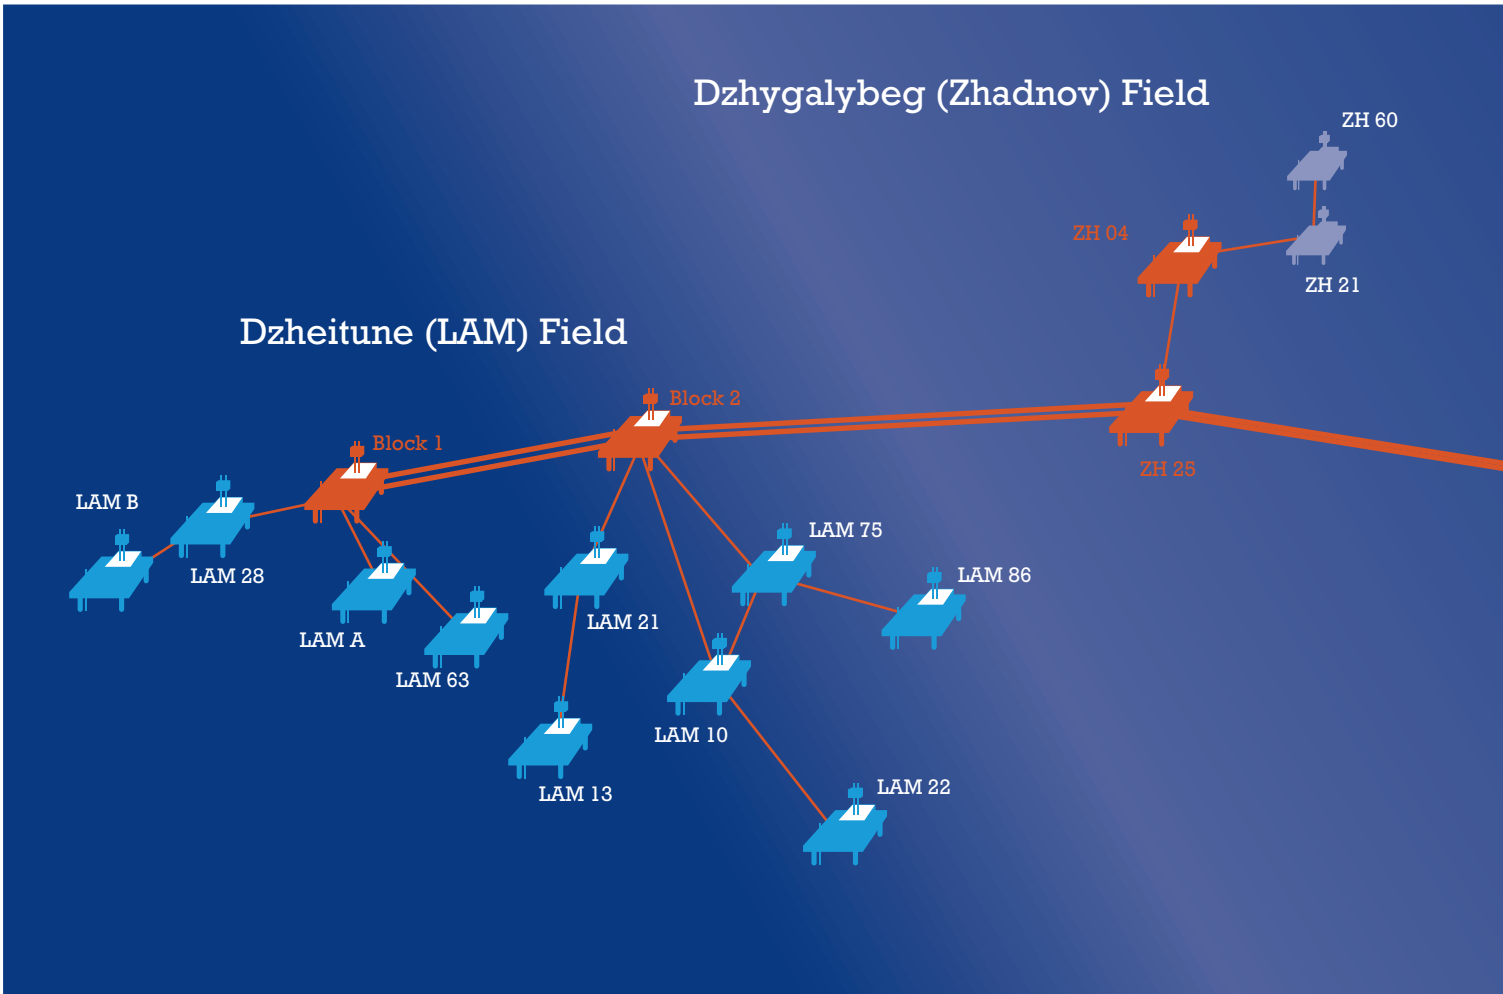 Dzhygalybeg (Zhadnov) Field
ZH 60
ZH 04
ZH 21
Dzheitune (LAM) Field
Block 2
Block 1
ZH 25
LAM B
LAM 28
LAM 75
LAM 86
LAM A
LAM 21
LAM 63
LAM 10
LAM 13
LAM 22